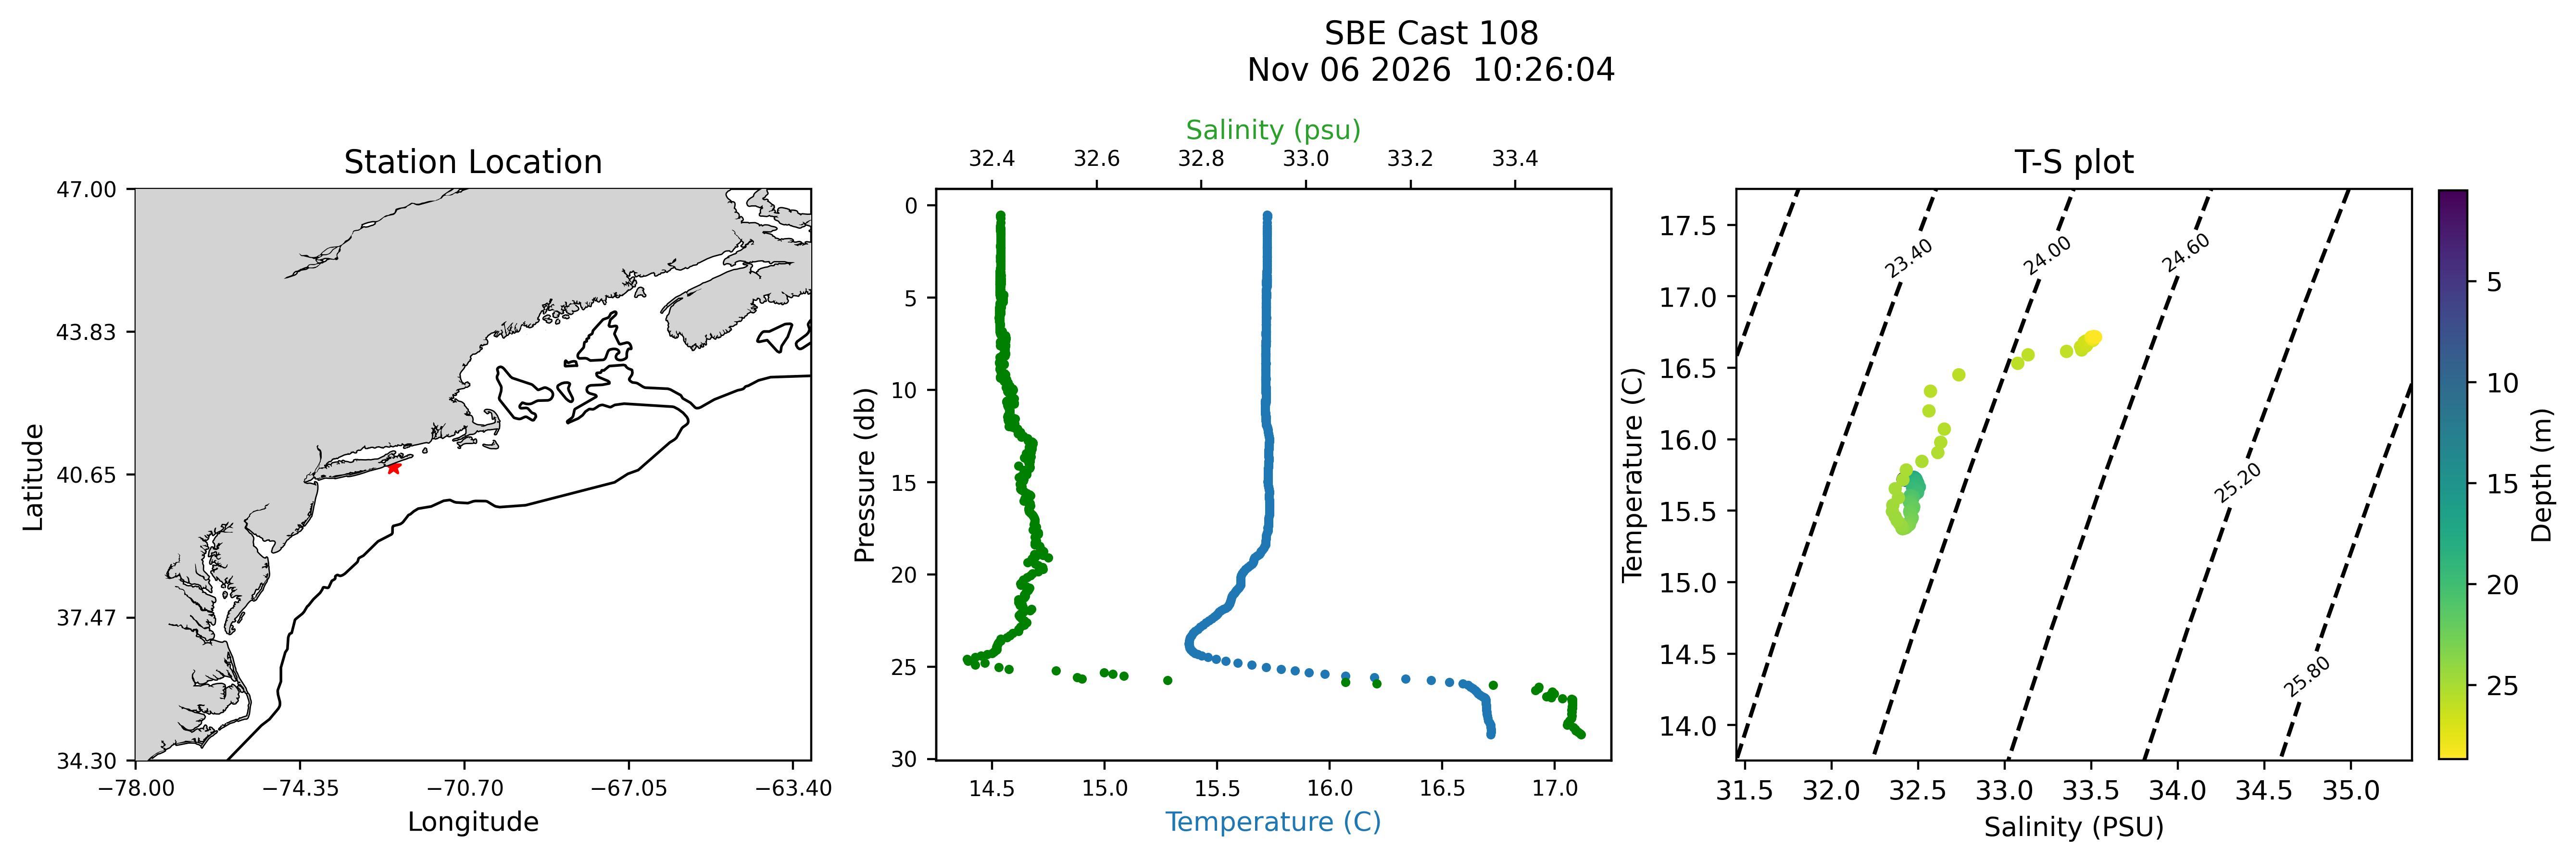 SBE Cast 108
Nov 06 2026  10:26:04
Station Location
47.00
43.83
40.65
37.47
34.30
Latitude
−78.00 −74.35 −70.70 −67.05 −63.40
Longitude
Salinity (psu)
32.4 32.6 32.8 33.0 33.2 33.4
0
5
10
15
20
25
30
Pressure (db)
14.5 15.0 15.5 16.0 16.5 17.0
Temperature (C)
T-S plot
17.5
17.0
16.5
16.0
15.5
15.0
14.5
14.0
Temperature (C)
23.40
24.00
24.60
25.20
25.80
31.5 32.0 32.5 33.0 33.5 34.0 34.5 35.0
Salinity (PSU)
5
10
15
20
25
Depth (m)